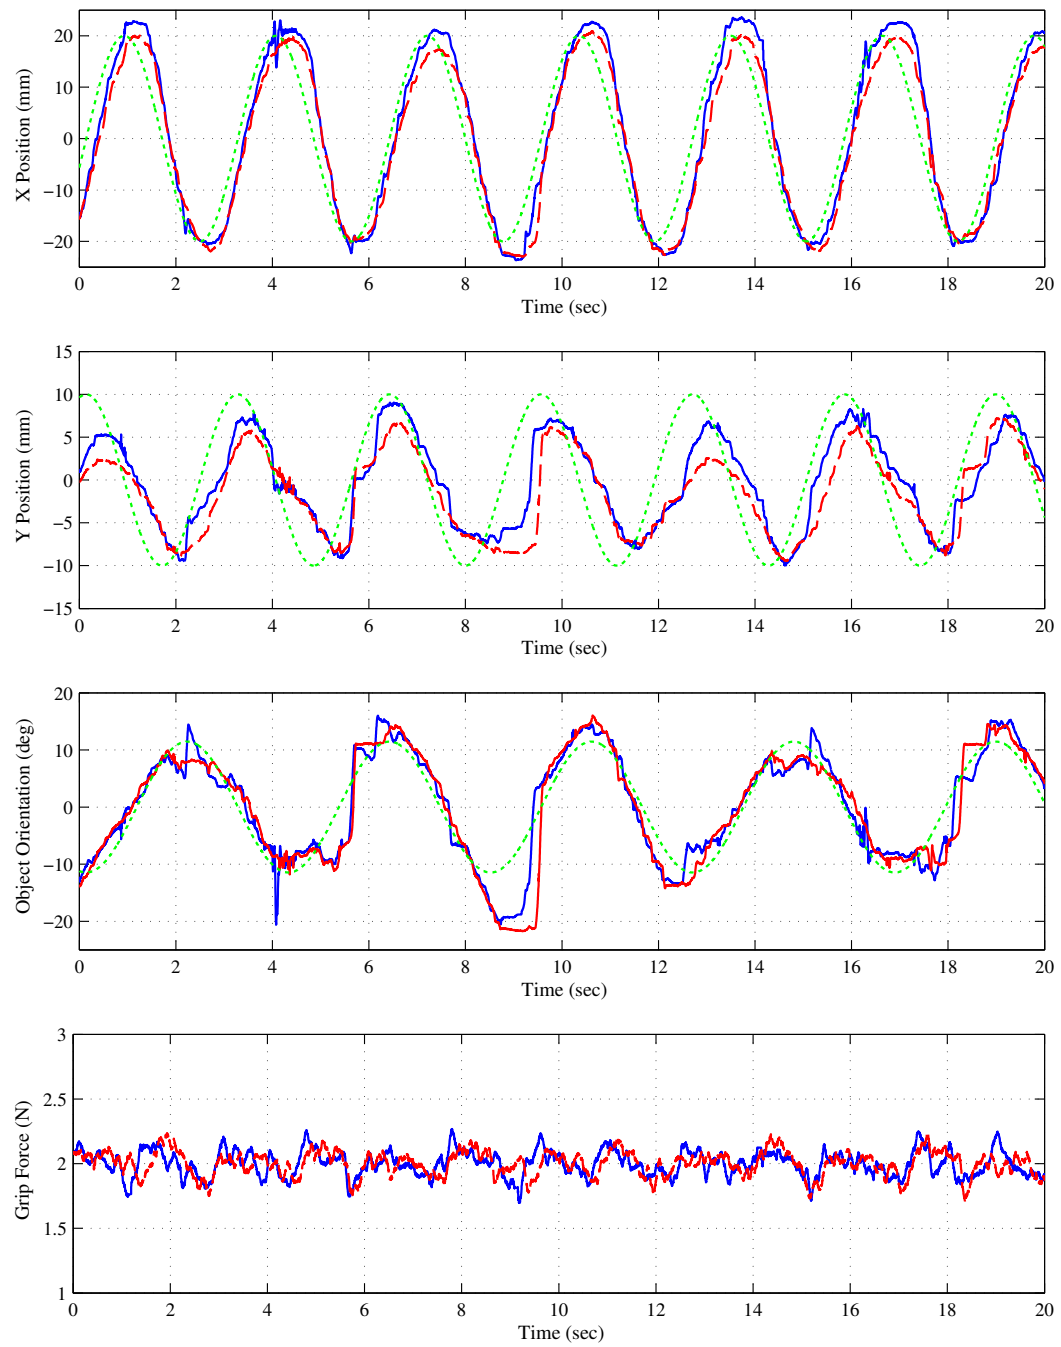 20
10
0
−10
−20
X Position (mm)
0 2 4 6 8 10 12 14 16 18 20
Time (sec)
15
10
5
0
−5
−10
−15
Y Position (mm)
0 2 4 6 8 10 12 14 16 18 20
Time (sec)
20
10
0
−10
−20
Object Orientation (deg)
0 2 4 6 8 10 12 14 16 18 20
Time (sec)
3
2.5
2
1.5
1
Grip Force (N)
0 2 4 6 8 10 12 14 16 18 20
Time (sec)